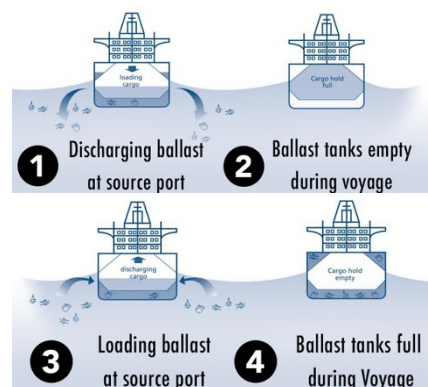 loading
cargo
1 Discharging ballast
at source port
Cargo hold
full
2 Ballast tanks empty
during voyage
discharging
cargo
3 Loading ballast
at source port
Cargo hold
empty
4 Ballast tanks full
during Voyage